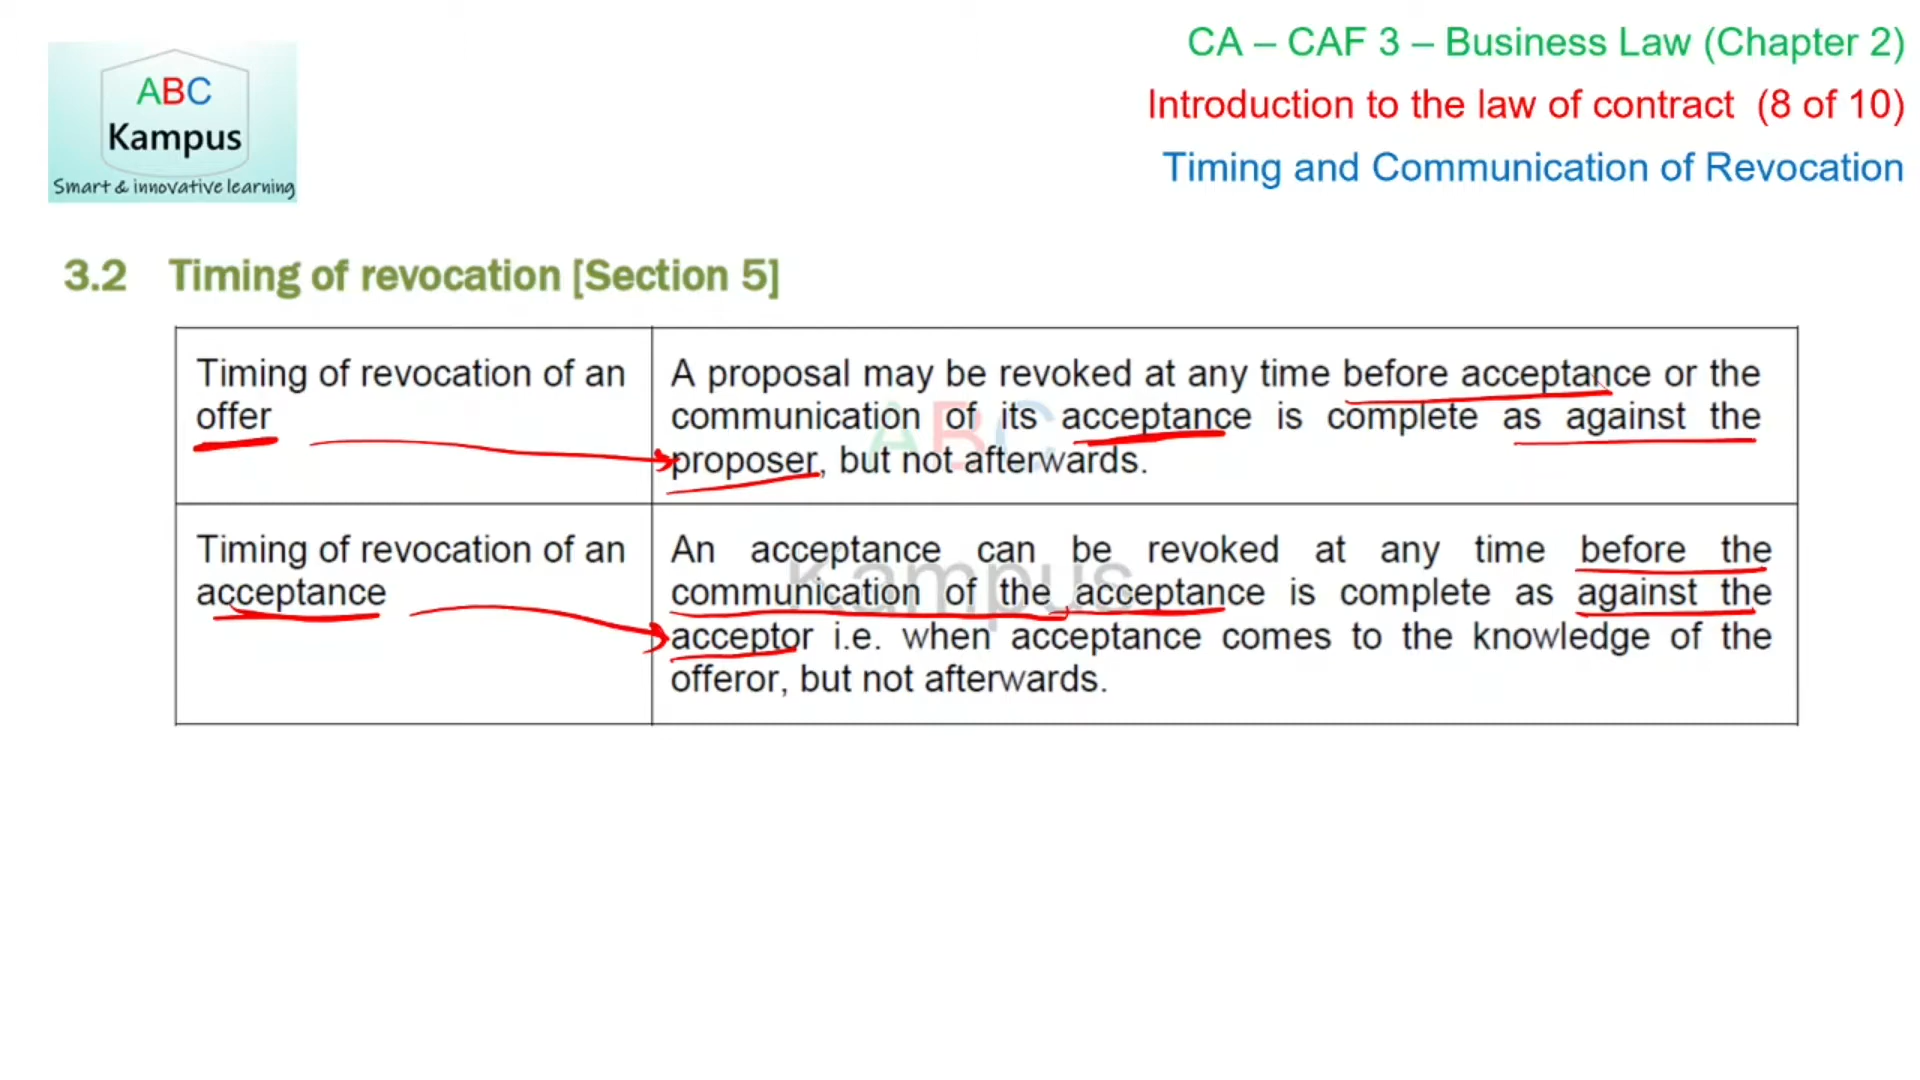 ABC
Kampus
Smart & innovative learning
CA – CAF 3 – Business Law (Chapter 2)
Introduction to the law of contract (8 of 10)
Timing and Communication of Revocation
3.2 Timing of revocation [Section 5]
Timing of revocation of an
offer
A proposal may be revoked at any time before acceptance or the
communication of its acceptance is complete as against the
proposer, but not afterwards.
Timing of revocation of an
acceptance
An acceptance can be revoked at any time before the
communication of the acceptance is complete as against the
acceptor i.e. when acceptance comes to the knowledge of the
offeror, but not afterwards.
ABC
Kampus